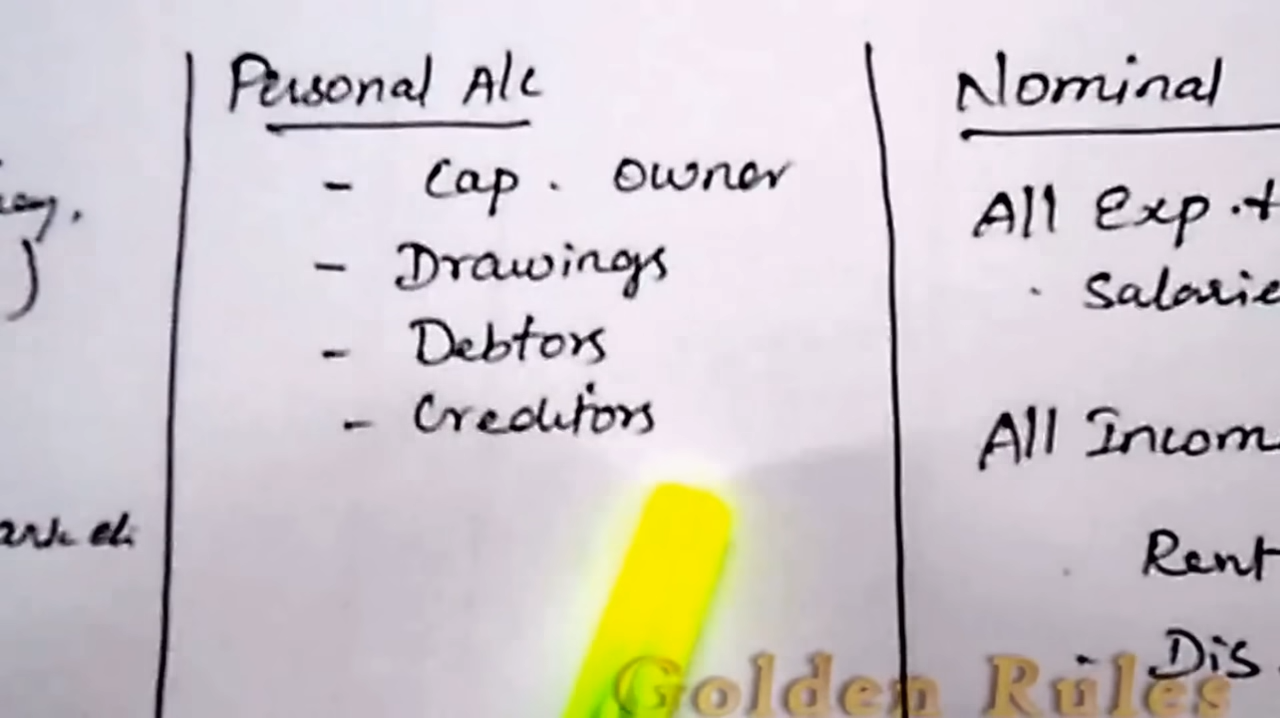 Personal A/c
- Cap. Owner
- Drawings
- Debtors
- Creditors
Nominal
All Exp.
. Salarie
All Incom
Rent
- Dis.
Golden Rules